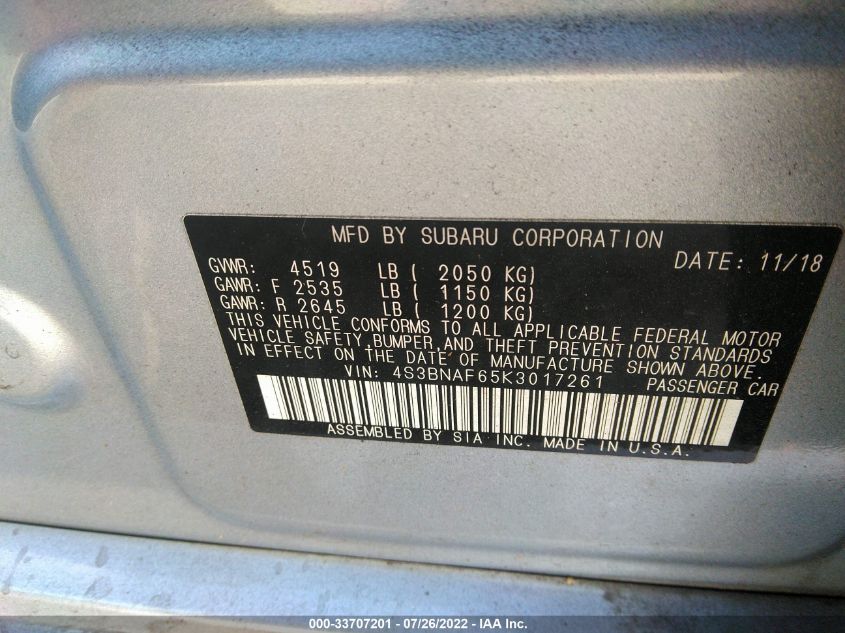 MFD BY SUBARU CORPORATION
GVWR: 4519 LB ( 2050 KG) DATE: 11/18
GAWR: F 2535 LB ( 1150 KG)
GAWR: R 2645 LB ( 1200 KG)
THIS VEHICLE CONFORMS TO ALL APPLICABLE FEDERAL MOTOR
VEHICLE SAFETY, BUMPER, AND THEFT PREVENTION STANDARDS
IN EFFECT ON THE DATE OF MANUFACTURE SHOWN ABOVE.
VIN: 4S3BNAF65K3017261 PASSENGER CAR
ASSEMBLED BY SIA INC. MADE IN U.S.A.
000-33707201 - 07/26/2022 - IAA Inc.